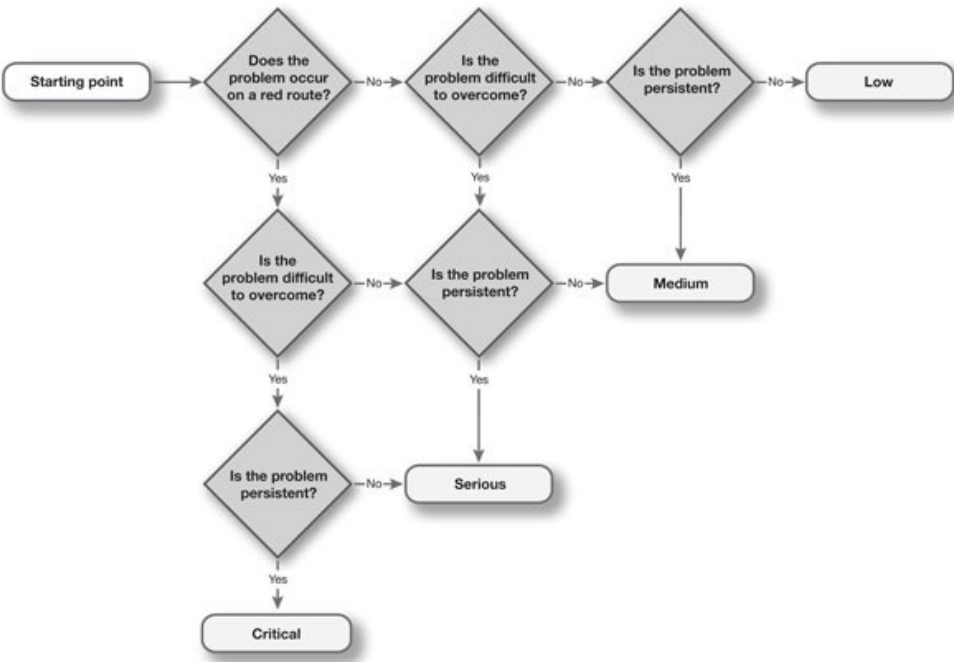 Starting point
Does the
problem occur
on a red route?
No
Is the
problem difficult
to overcome?
No
Is the problem
persistent?
No
Low
Yes
Yes
Yes
Is the
problem difficult
to overcome?
No
Is the problem
persistent?
No
Medium
Yes
Yes
Is the problem
persistent?
No
Serious
Yes
Critical